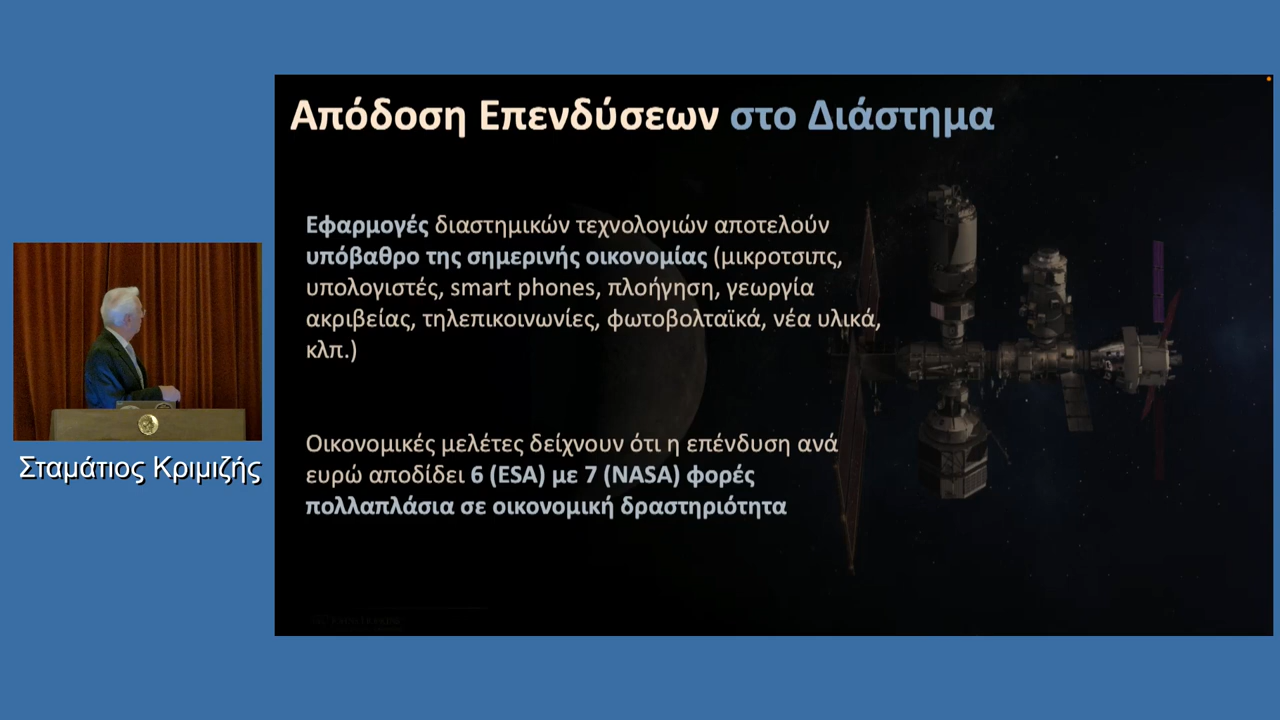 Απόδοση Επενδύσεων στο Διάστημα
Εφαρμογές διαστημικών τεχνολογιών αποτελούν
υπόβαθρο της σημερινής οικονομίας (μικροτσιπς,
υπολογιστές, smart phones, πλοήγηση, γεωργία
ακριβείας, τηλεπικοινωνίες, φωτοβολταϊκά, νέα υλικά,
κλπ.)
Οικονομικές μελέτες δείχνουν ότι η επένδυση ανά
ευρώ αποδίδει 6 (ESA) με 7 (NASA) φορές
πολλαπλάσια σε οικονομική δραστηριότητα
Σταμάτιος Κριμιζής